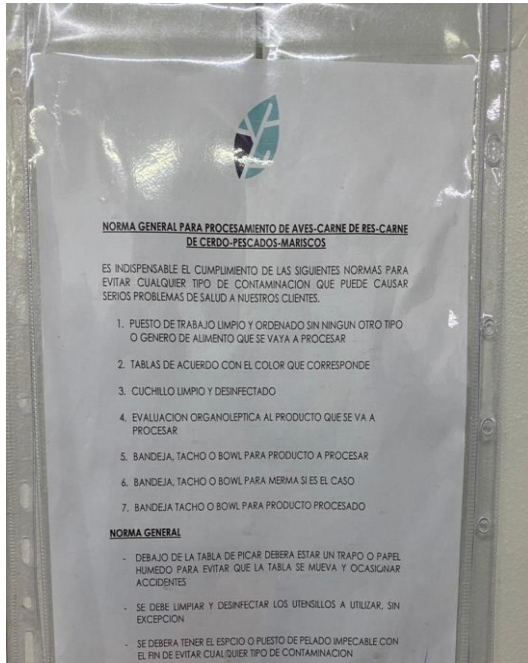 NORMA GENERAL PARA PROCESAMIENTO DE AVES-CARNE DE RES-CARNE
DE CERDO-PESCADOS-MARISCOS
ES INDISPENSABLE EL CUMPLIMIENTO DE LAS SIGUIENTES NORMAS PARA
EVITAR CUALQUIER TIPO DE CONTAMINACION QUE PUEDE CAUSAR
SERIOS PROBLEMAS DE SALUD A NUESTROS CLIENTES.
1. PUESTO DE TRABAJO LIMPIO Y ORDENADO SIN NINGUN OTRO TIPO
O GENERO DE ALIMENTO QUE SE VAYA A PROCESAR
2. TABLAS DE ACUERDO CON EL COLOR QUE CORRESPONDE
3. CUCHILLO LIMPIO Y DESINFECTADO
4. EVALUACION ORGANOLEPTICA AL PRODUCTO QUE SE VA A
PROCESAR
5. BANDEJA, TACHO O BOWL PARA PRODUCTO A PROCESAR
6. BANDEJA, TACHO O BOWL PARA MERMA SI ES EL CASO
7. BANDEJA TACHO O BOWL PARA PRODUCTO PROCESADO
NORMA GENERAL
- DEBAJO DE LA TABLA DE PICAR DEBERA ESTAR UN TRAPO O PAPEL
HUMEDO PARA EVITAR QUE LA TABLA SE MUEVA Y OCASIONAR
ACCIDENTES
- SE DEBE LIMPIAR Y DESINFECTAR LOS UTENSILLOS A UTILIZAR, SIN
EXCEPCION
- SE DEBERA TENER EL ESPCIO O PUESTO DE PELADO IMPECABLE CON
EL FIN DE EVITAR CUALQUIER TIPO DE CONTAMINACION